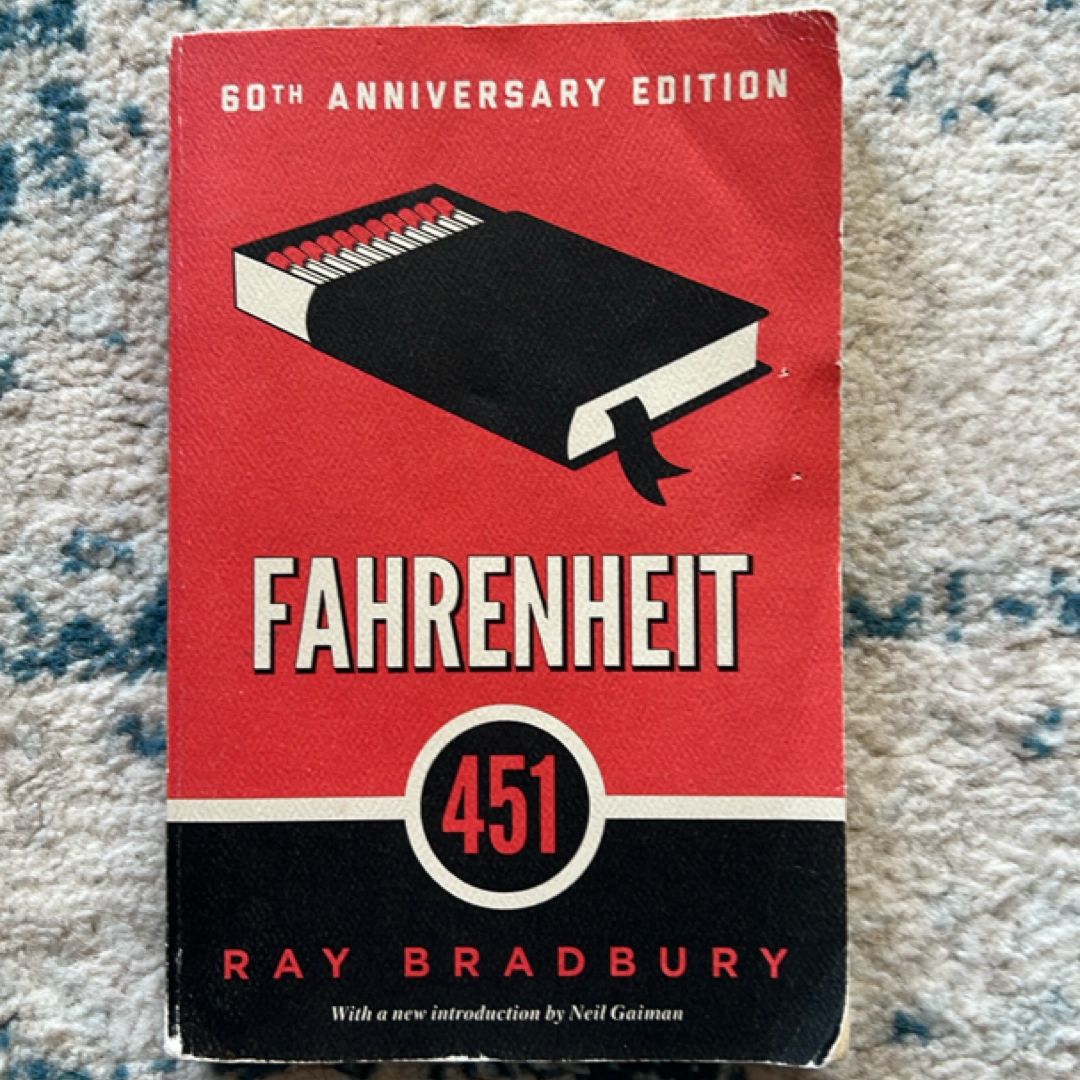 60TH ANNIVERSARY EDITION
FAHRENHEIT
451
RAY BRADBURY
With a new introduction by Neil Gaiman